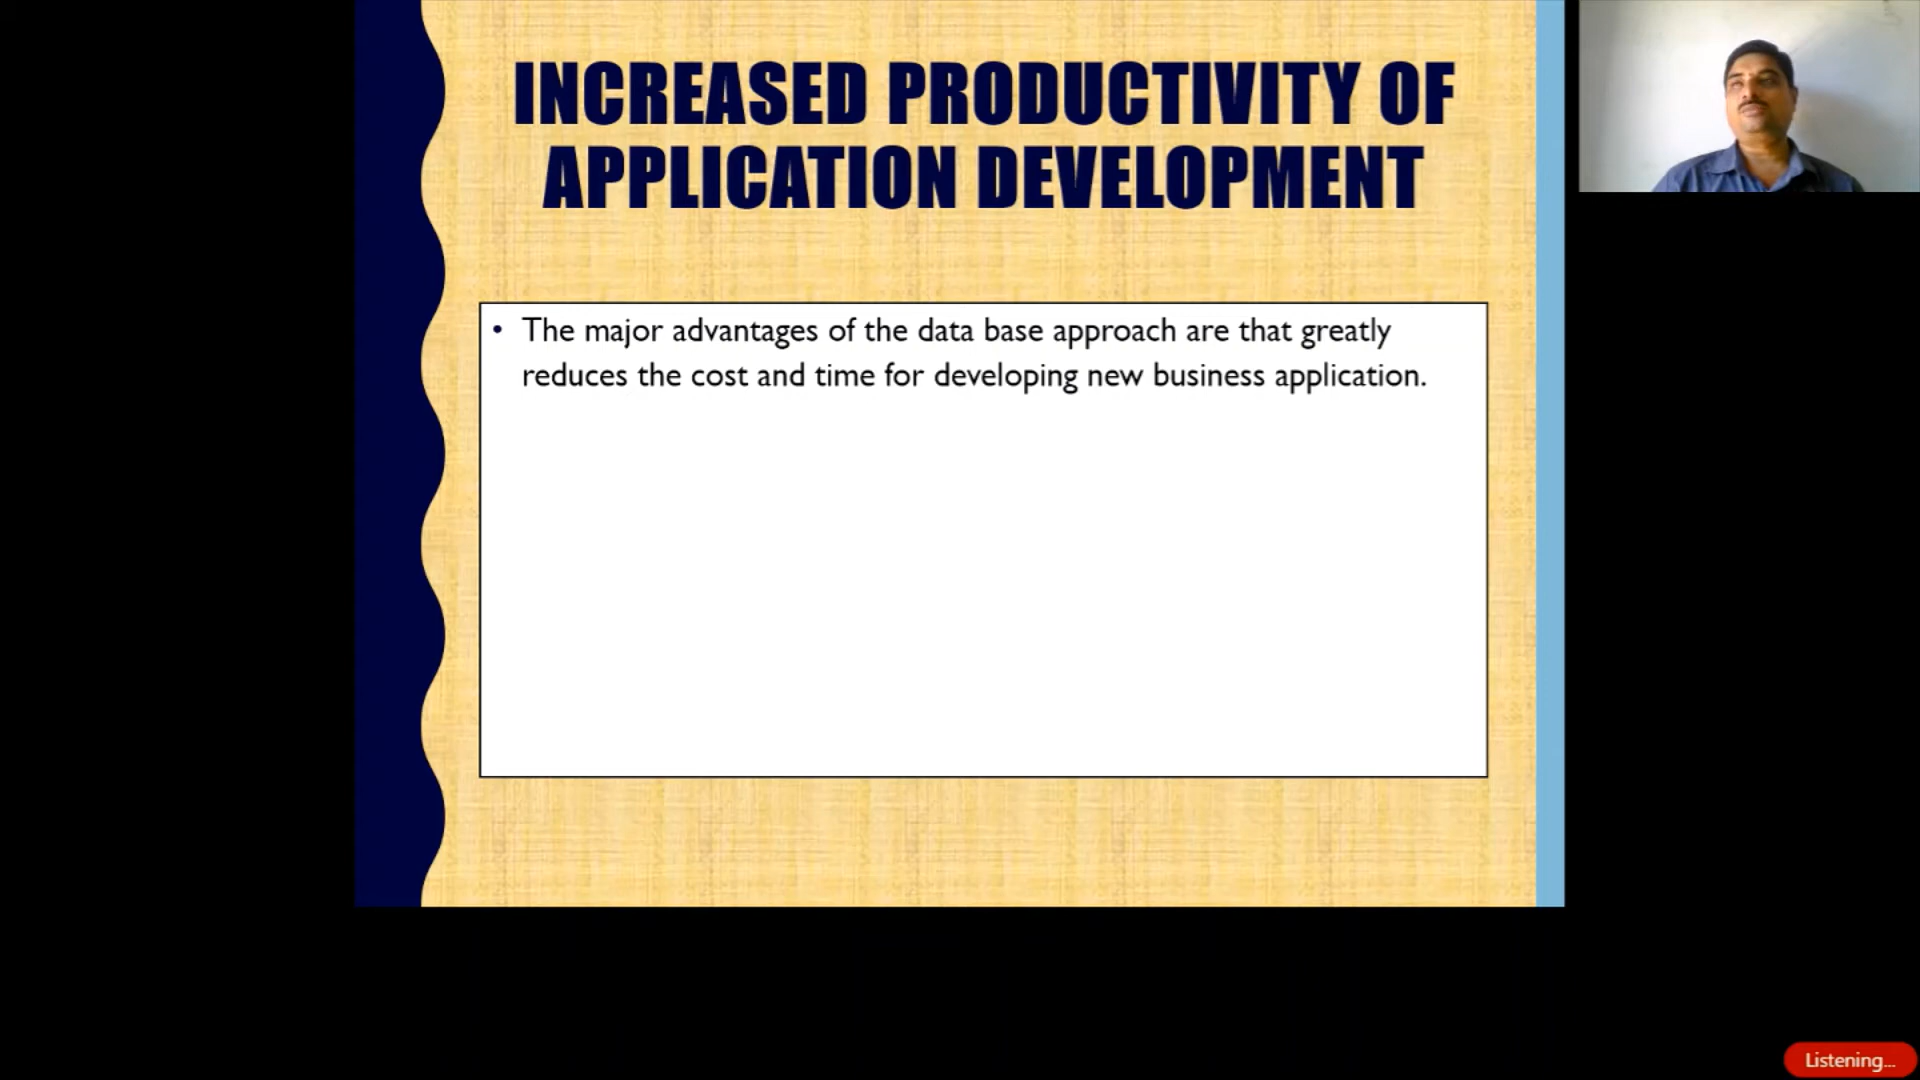 INCREASED PRODUCTIVITY OF
APPLICATION DEVELOPMENT
• The major advantages of the data base approach are that greatly
reduces the cost and time for developing new business application.
Listening...